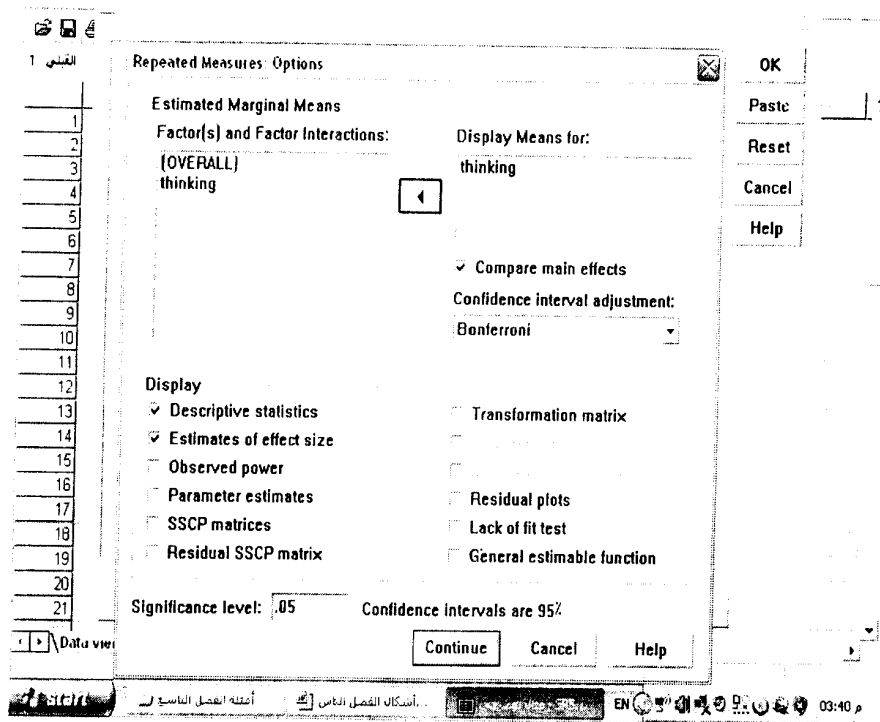 القبلي 1
Repeated Measures: Options
OK
Paste
Reset
Cancel
Help
Estimated Marginal Means
Factor(s) and Factor Interactions:
(OVERALL)
thinking
Display Means for:
thinking
Compare main effects
Confidence interval adjustment:
Bonferroni
Display
Descriptive statistics
Estimates of effect size
Observed power
Parameter estimates
SSCP matrices
Residual SSCP matrix
Transformation matrix
Residual plots
Lack of fit test
General estimable function
Significance level: .05 Confidence intervals are 95%
Continue Cancel Help
1
2
3
4
5
6
7
8
9
10
11
12
13
14
15
16
17
18
19
20
21
Data vie
start
أمثلة الفصل التاسع
أشكال الفصل التاس...
EN
03:40 م